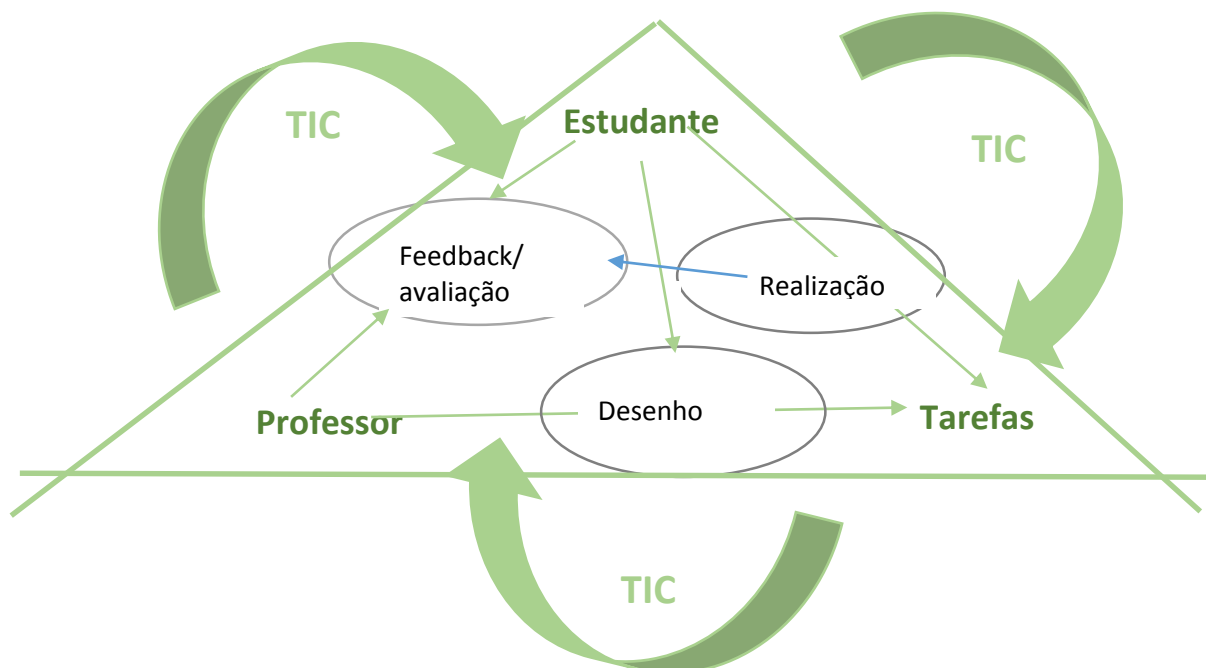 TIC
Estudante
TIC
Feedback/
avaliação
Realização
Professor
Desenho
Tarefas
TIC